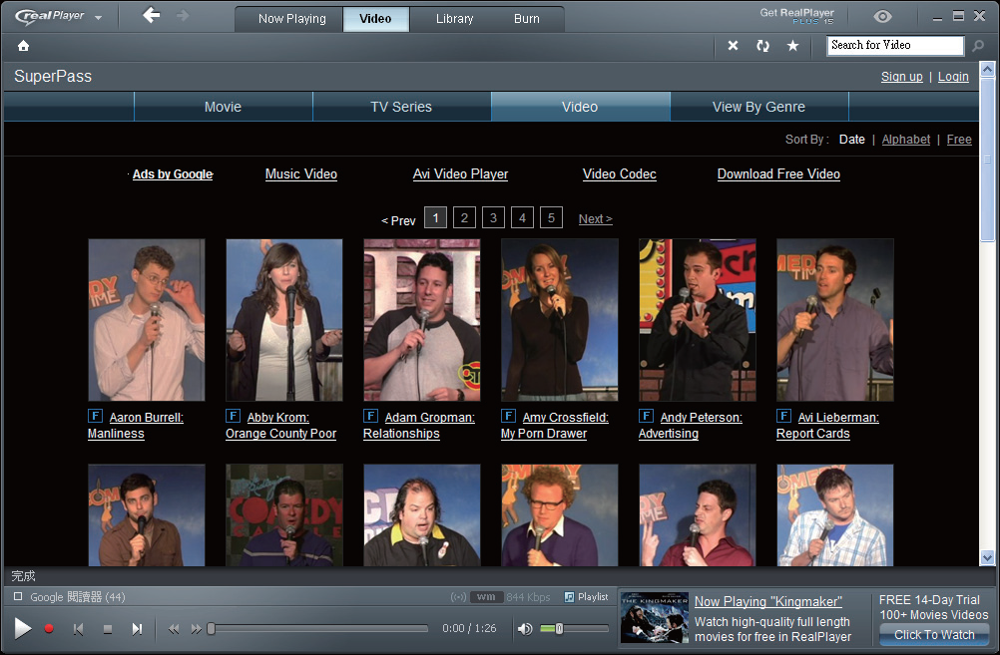 realPlayer
Now Playing
Video
Library
Burn
Get RealPlayer
PLUS 15
Search for Video
SuperPass
Sign up | Login
Movie
TV Series
Video
View By Genre
Sort By : Date | Alphabet | Free
Ads by Google
Music Video
Avi Video Player
Video Codec
Download Free Video
< Prev 1 2 3 4 5 Next >
F Aaron Burrell:
Manliness
F Abby Krom:
Orange County Poor
F Adam Gropman:
Relationships
F Amy Crossfield:
My Porn Drawer
F Andy Peterson:
Advertising
F Avi Lieberman:
Report Cards
完成
Google 閱讀器 (44)
wm 844 Kbps
Playlist
0:00 / 1:26
THE KINGMAKER
Now Playing "Kingmaker"
Watch high-quality full length
movies for free in RealPlayer
FREE 14-Day Trial
100+ Movies Videos
Click To Watch